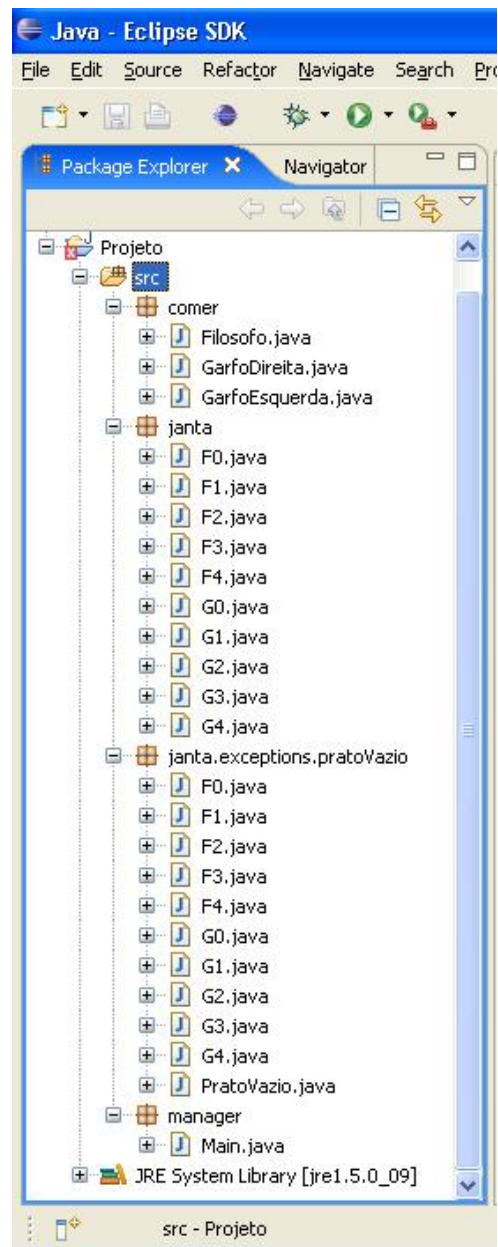 Java - Eclipse SDK
File Edit Source Refactor Navigate Search
Package Explorer Navigator
Projeto
src
comer
Filosofo.java
GarfoDireita.java
GarfoEsquerda.java
janta
F0.java
F1.java
F2.java
F3.java
F4.java
G0.java
G1.java
G2.java
G3.java
G4.java
janta.exceptions.pratoVazio
F0.java
F1.java
F2.java
F3.java
F4.java
G0.java
G1.java
G2.java
G3.java
G4.java
PratoVazio.java
manager
Main.java
JRE System Library [jre1.5.0_09]
src - Projeto